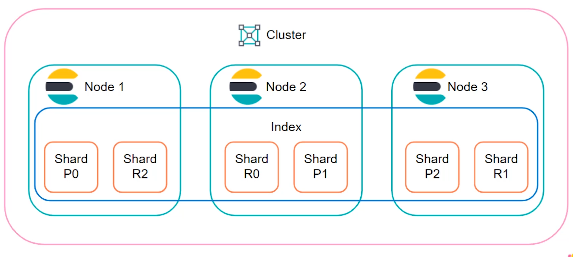 Cluster
Node 1
Node 2
Node 3
Index
Shard
P0
Shard
R2
Shard
R0
Shard
P1
Shard
P2
Shard
R1